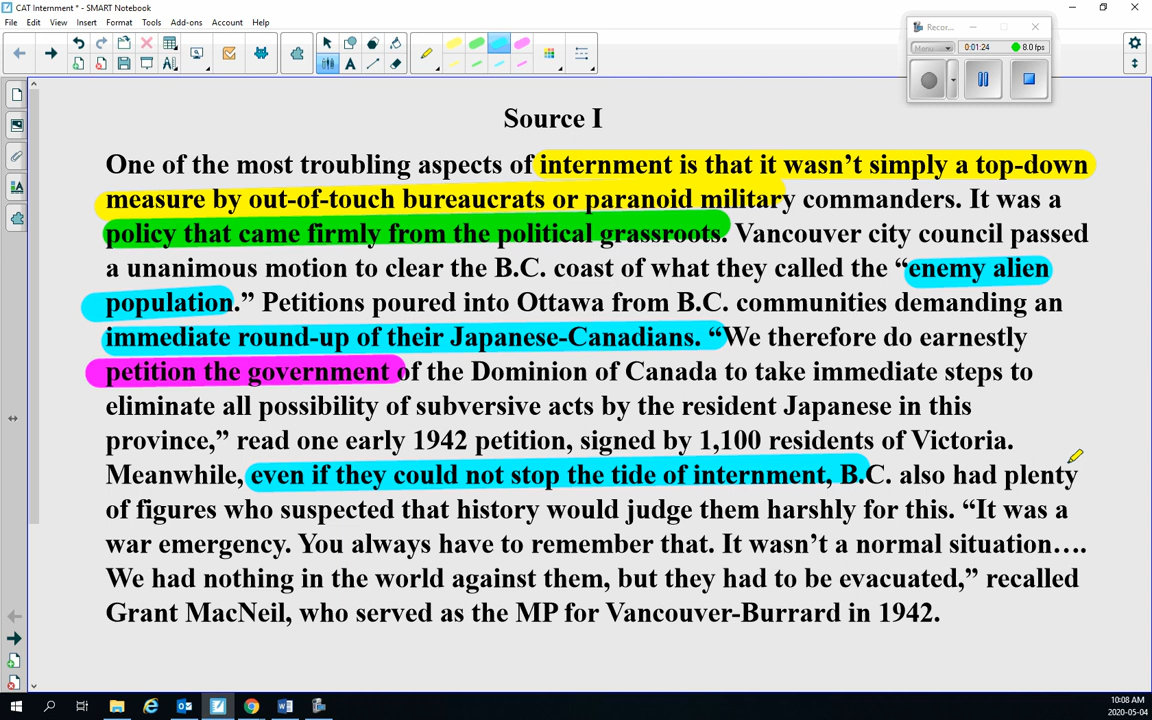 CAT Internment * - SMART Notebook
File Edit View Insert Format Tools Add-ons Account Help
Recor...
Menu 0:01:24 8.0 fps
Source I
One of the most troubling aspects of internment is that it wasn’t simply a top-down
measure by out-of-touch bureaucrats or paranoid military commanders. It was a
policy that came firmly from the political grassroots. Vancouver city council passed
a unanimous motion to clear the B.C. coast of what they called the “enemy alien
population.” Petitions poured into Ottawa from B.C. communities demanding an
immediate round-up of their Japanese-Canadians. “We therefore do earnestly
petition the government of the Dominion of Canada to take immediate steps to
eliminate all possibility of subversive acts by the resident Japanese in this
province,” read one early 1942 petition, signed by 1,100 residents of Victoria.
Meanwhile, even if they could not stop the tide of internment, B.C. also had plenty
of figures who suspected that history would judge them harshly for this. “It was a
war emergency. You always have to remember that. It wasn’t a normal situation….
We had nothing in the world against them, but they had to be evacuated,” recalled
Grant MacNeil, who served as the MP for Vancouver-Burrard in 1942.
10:08 AM
2020-05-04